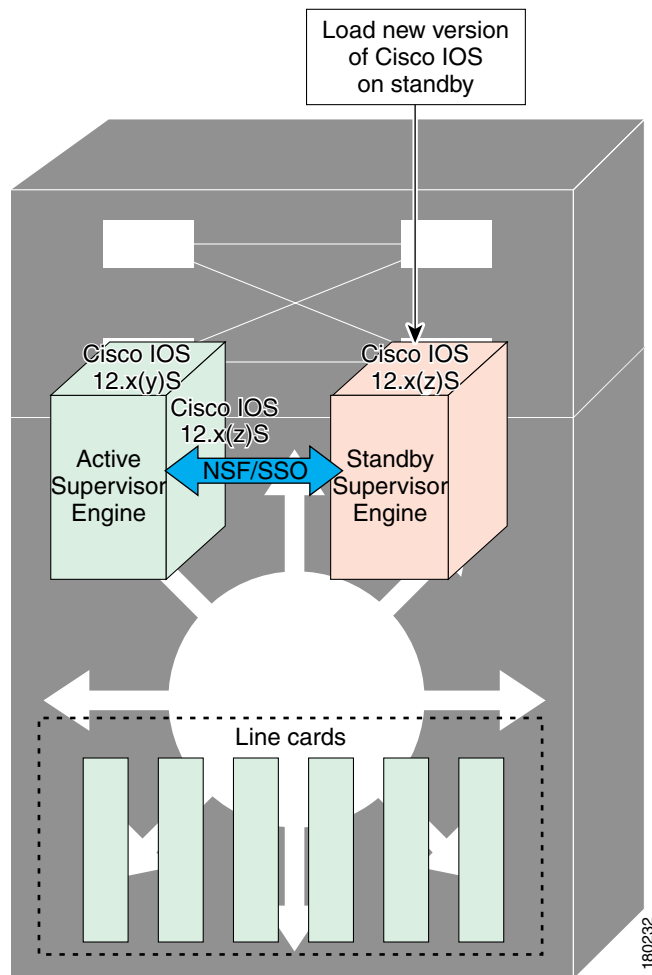 Load new version
of Cisco IOS
on standby
Cisco IOS
12.x(y)S
Cisco IOS
12.x(z)S
Cisco IOS
12.x(z)S
Active
Supervisor
Engine
NSF/SSO
Standby
Supervisor
Engine
Line cards
180232